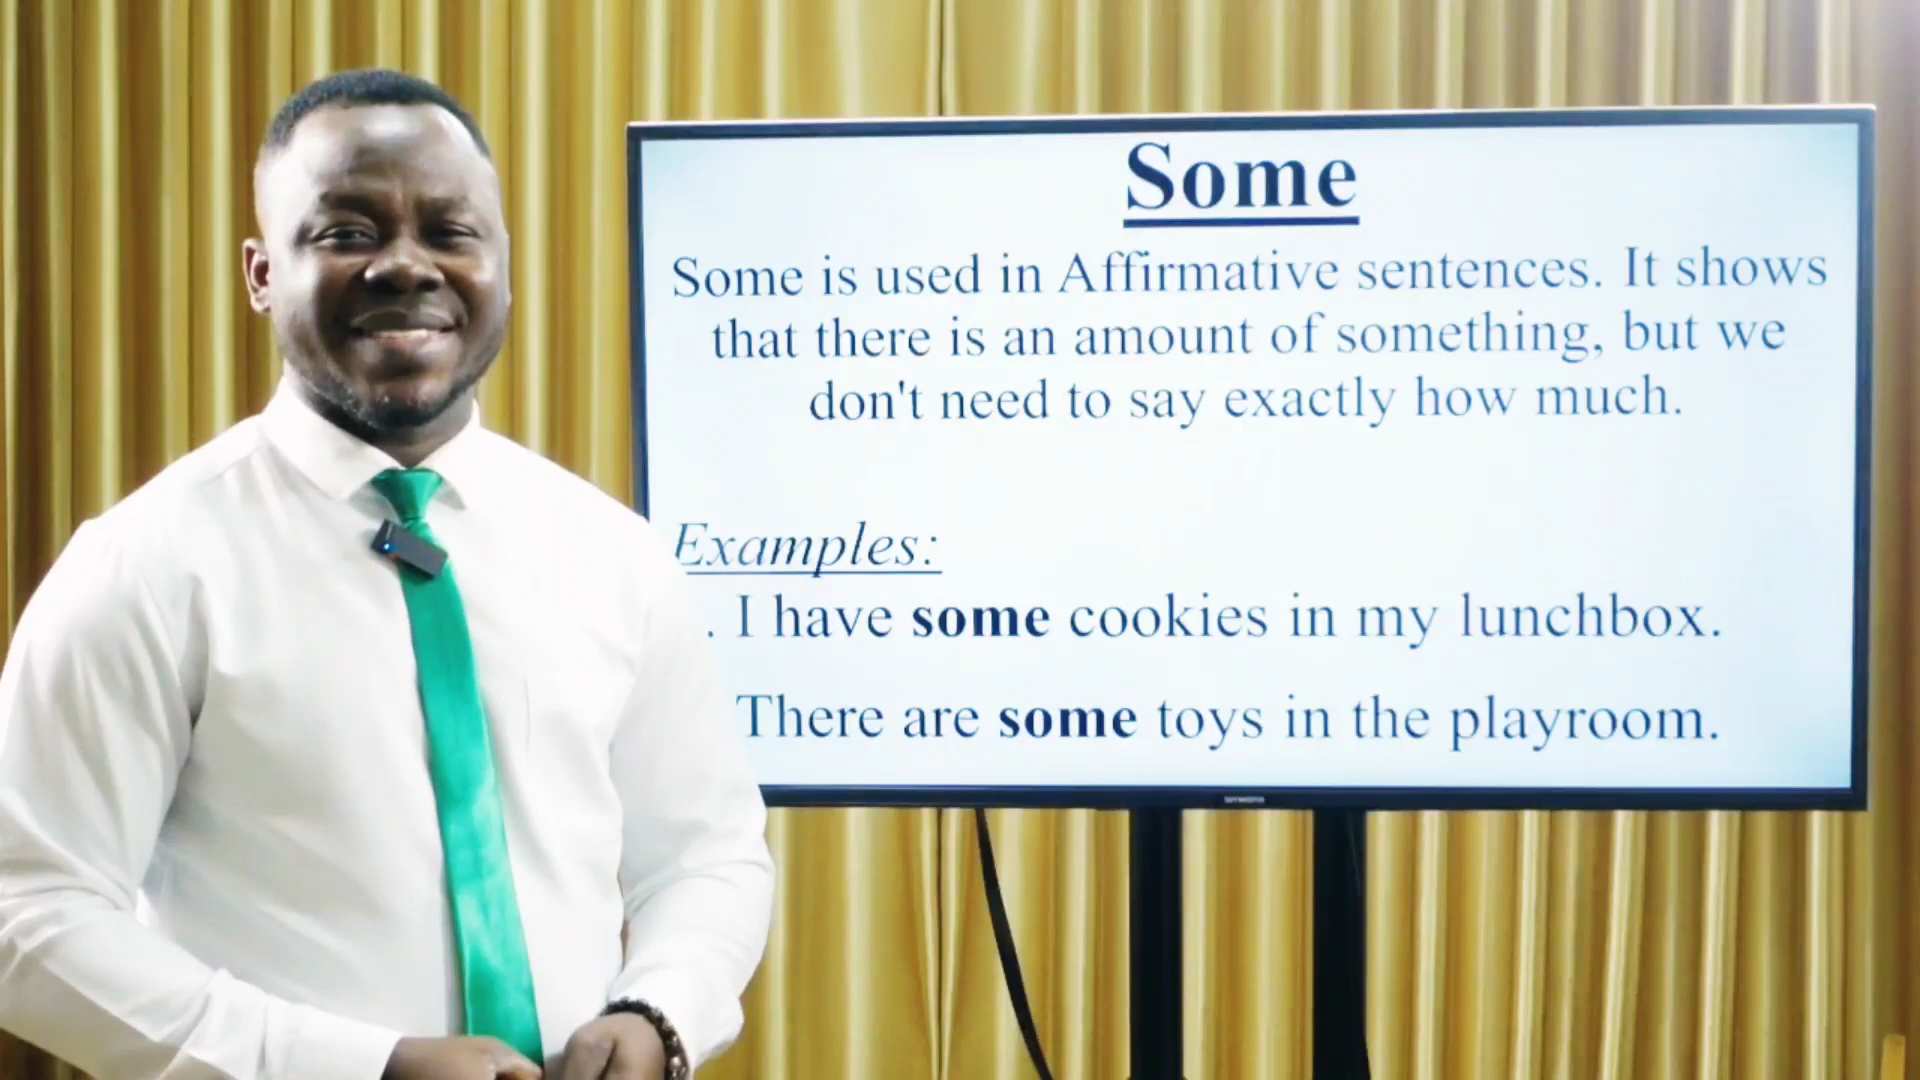 Some
Some is used in Affirmative sentences. It shows
that there is an amount of something, but we
don't need to say exactly how much.
Examples:
. I have some cookies in my lunchbox.
There are some toys in the playroom.